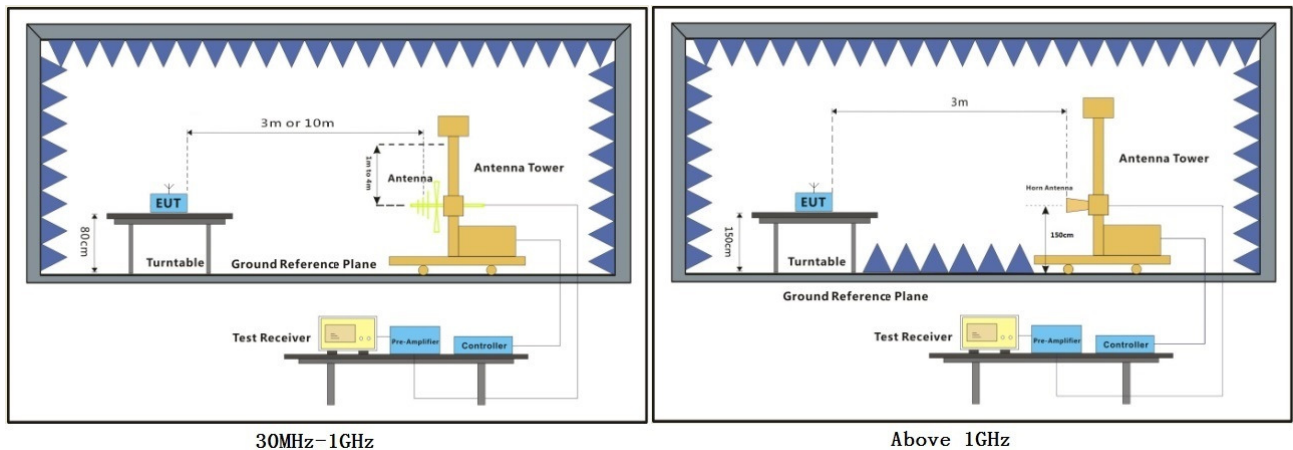 3m or 10m
1m to 4m
Antenna
Antenna Tower
EUT
80cm
Turntable
Ground Reference Plane
Test Receiver
Pre-Amplifier
Controller
30MHz-1GHz
3m
Antenna Tower
Horn Antenna
EUT
150cm
150cm
Turntable
Ground Reference Plane
Test Receiver
Pre-Amplifier
Controller
Above 1GHz